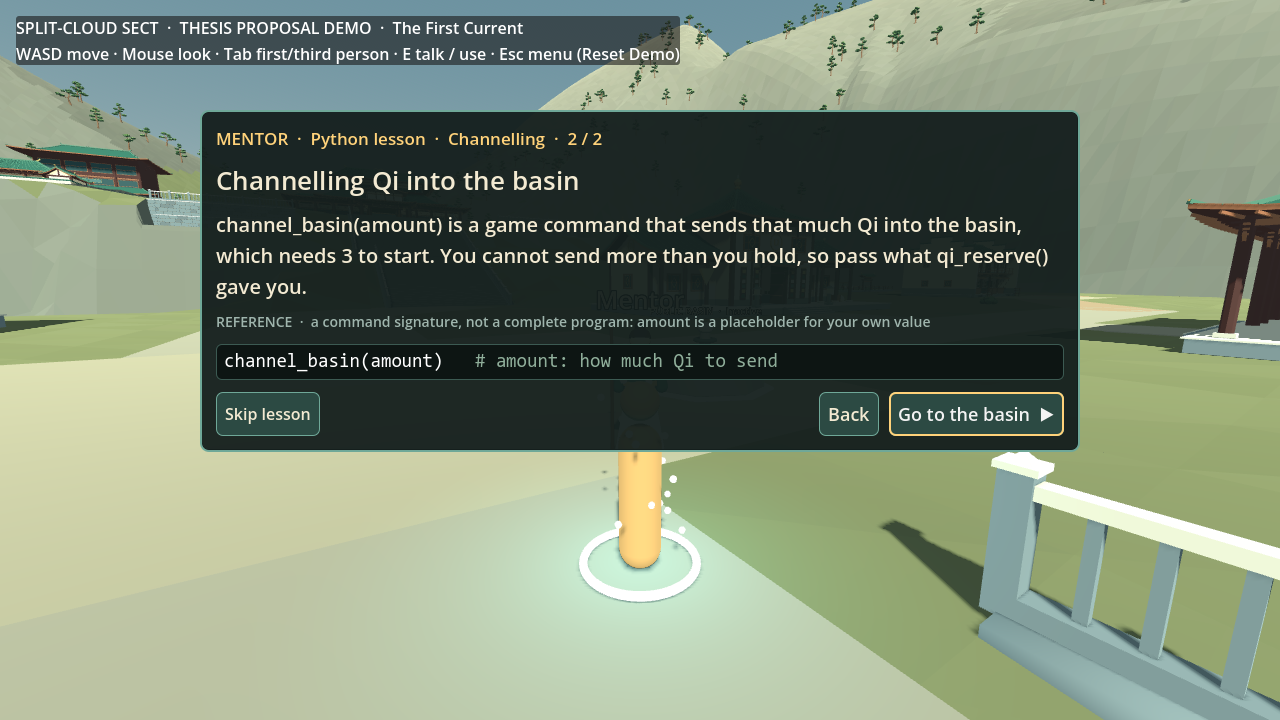 SPLIT-CLOUD SECT · THESIS PROPOSAL DEMO · The First Current
WASD move · Mouse look · Tab first/third person · E talk / use · Esc menu (Reset Demo)
MENTOR · Python lesson · Channelling · 2 / 2
Channelling Qi into the basin
channel_basin(amount) is a game command that sends that much Qi into the basin,
which needs 3 to start. You cannot send more than you hold, so pass what qi_reserve()
gave you.
Mentor
REFERENCE · a command signature, not a complete program: amount is a placeholder for your own value
channel_basin(amount)   # amount: how much Qi to send
Skip lesson
Back
Go to the basin ▶